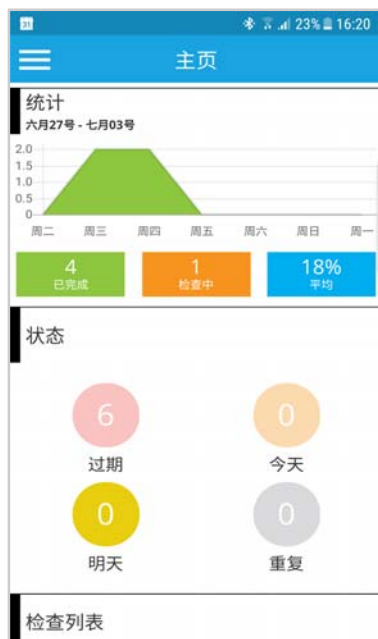 31 23% 16:20
主页
统计
六月27号 - 七月03号
2.0
1.5
1.0
0.5
0
周二 周三 周四 周五 周六 周日 周一
4 1 18%
已完成 检查中 平均
状态
6 0
过期 今天
0 0
明天 重复
检查列表